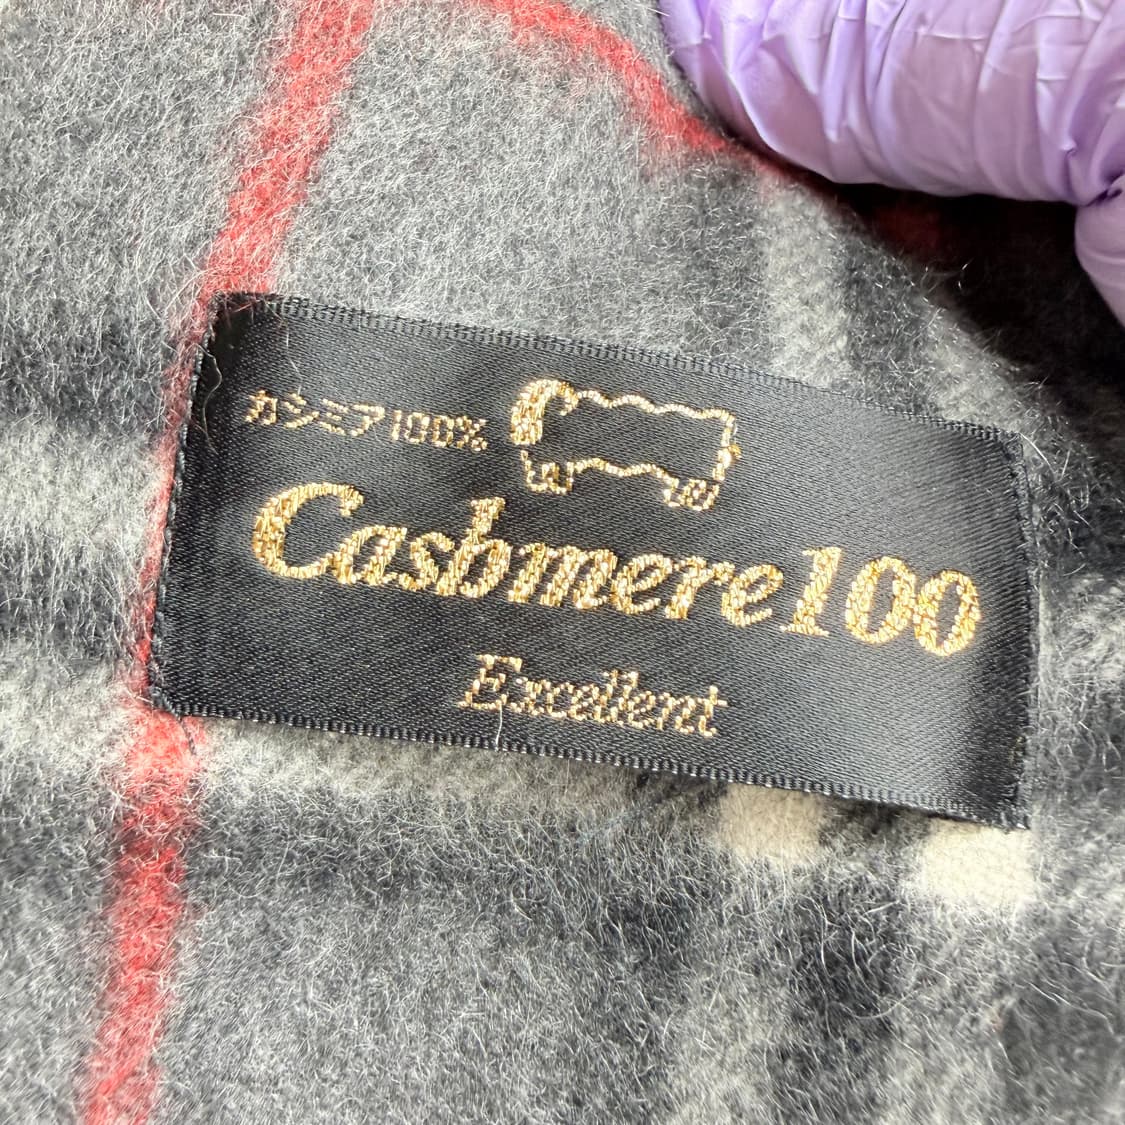 カシミア100%
Cashmere100
Excellent